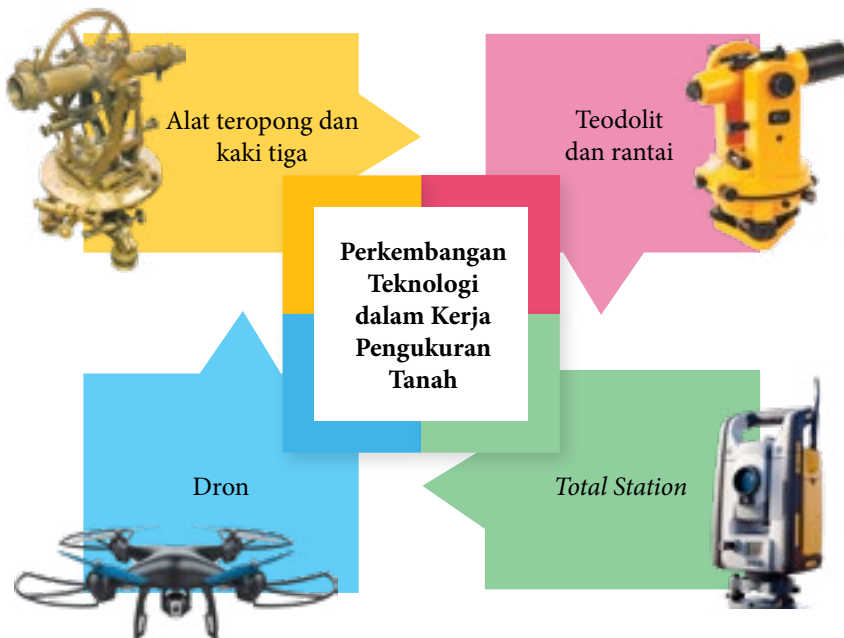 Alat teropong dan
kaki tiga
Teodolit
dan rantai
Perkembangan
Teknologi
dalam Kerja
Pengukuran
Tanah
Dron
Total Station